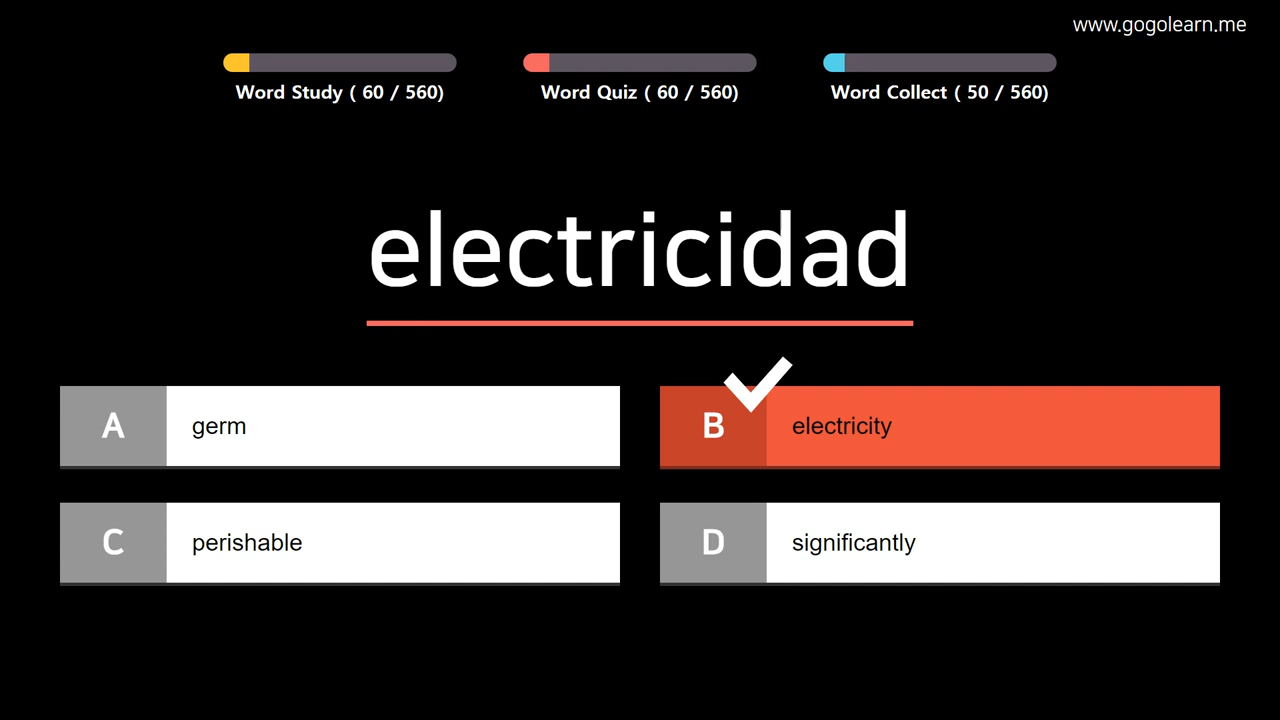 www.gogolearn.me
Word Study ( 60 / 560)
Word Quiz ( 60 / 560)
Word Collect ( 50 / 560)
electricidad
A germ
B electricity
C perishable
D significantly